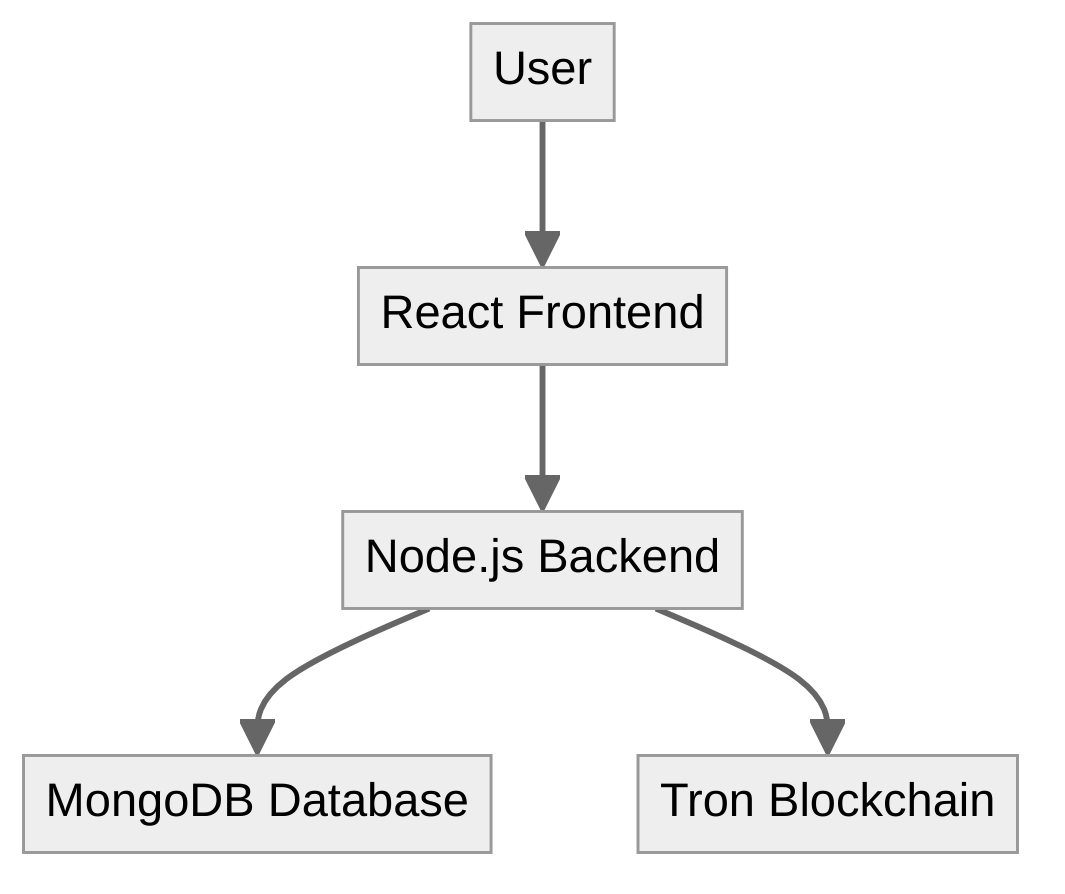 User
React Frontend
Node.js Backend
MongoDB Database
Tron Blockchain